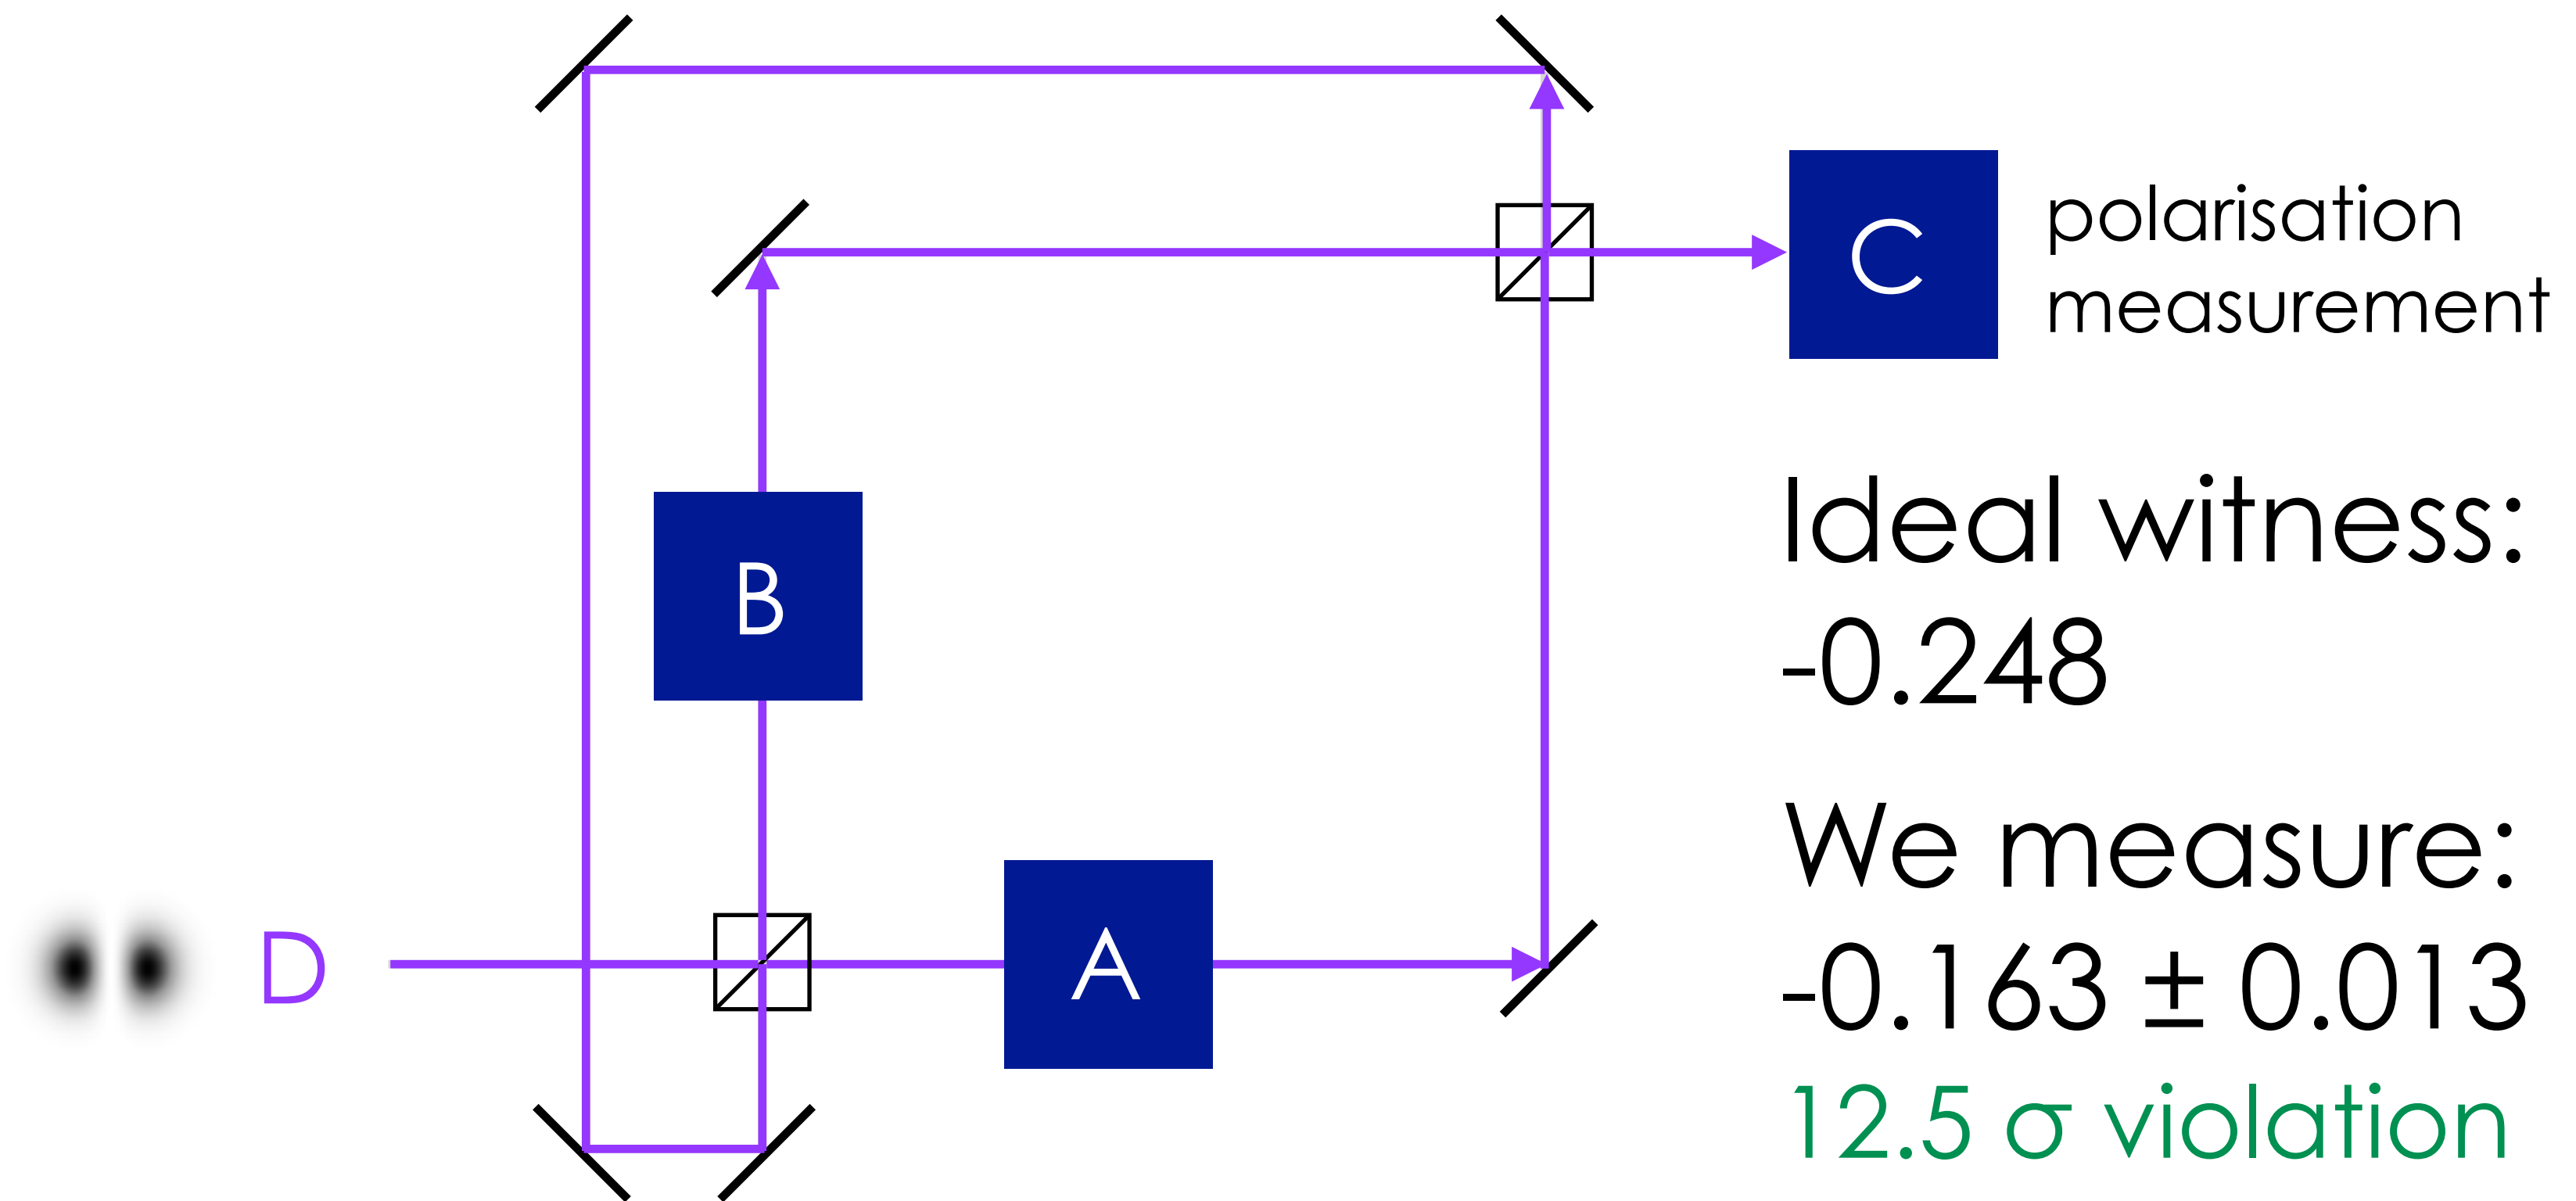 C
polarisation
measurement
B
Ideal witness:
-0.248
We measure:
D
A
-0.163 ± 0.013
12.5 σ violation